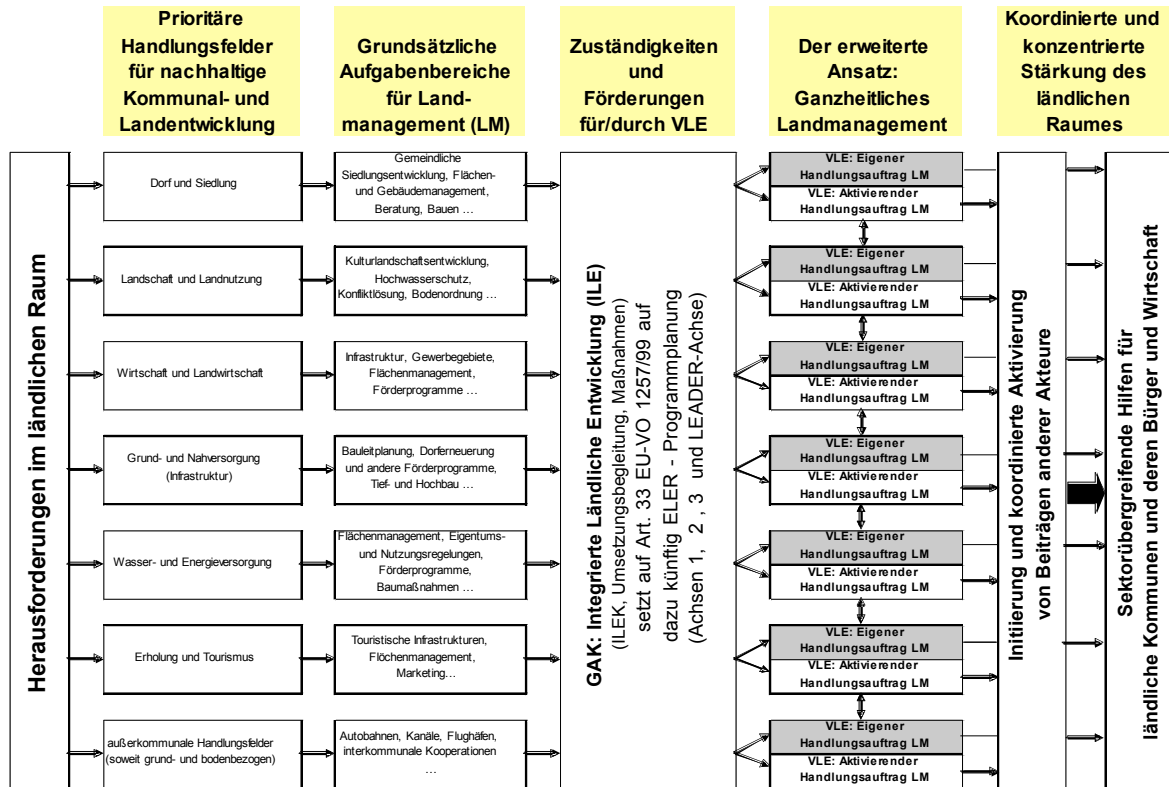 Prioritäre
Handlungsfelder
für nachhaltige
Kommunal- und
Landentwicklung
Grundsätzliche
Aufgabenbereiche
für Land-
management (LM)
Zuständigkeiten
und
Förderungen
für/durch VLE
Der erweiterte
Ansatz:
Ganzheitliches
Landmanagement
Koordinierte und
konzentrierte
Stärkung des
ländlichen
Raumes
Herausforderungen im ländlichen Raum
Dorf und Siedlung
Landschaft und Landnutzung
Wirtschaft und Landwirtschaft
Grund- und Nahversorgung
(Infrastruktur)
Wasser- und Energieversorgung
Erholung und Tourismus
außerkommunale Handlungsfelder
(soweit grund- und bodenbezogen)
Gemeindliche
Siedlungsentwicklung, Flächen-
und Gebäudemanagement,
Beratung, Bauen ...
Kulturlandschaftsentwicklung,
Hochwasserschutz,
Konfliktlösung, Bodenordnung ...
Infrastruktur, Gewerbegebiete,
Flächenmanagement,
Förderprogramme ...
Bauleitplanung, Dorferneuerung
und andere Förderprogramme,
Tief- und Hochbau ...
Flächenmanagement, Eigentums-
und Nutzungsregelungen,
Förderprogramme,
Baumaßnahmen ...
Touristische Infrastrukturen,
Flöchenmanagement,
Marketing...
Autobahnen, Kanäle, Flughäfen,
interkommunale Kooperationen
...
GAK: Integrierte Ländliche Entwicklung (ILE)
(ILEK, Umsetzungsbegleitung, Maßnahmen)
setzt auf Art. 33 EU-VO 1257/99 auf
dazu künftig ELER - Programmplanung
(Achsen 1, 2 , 3 und LEADER-Achse)
VLE: Eigener
Handlungsauftrag LM
VLE: Aktivierender
Handlungsauftrag LM
VLE: Eigener
Handlungsauftrag LM
VLE: Aktivierender
Handlungsauftrag LM
VLE: Eigener
Handlungsauftrag LM
VLE: Aktivierender
Handlungsauftrag LM
VLE: Eigener
Handlungsauftrag LM
VLE: Aktivierender
Handlungsauftrag LM
VLE: Eigener
Handlungsauftrag LM
VLE: Aktivierender
Handlungsauftrag LM
VLE: Eigener
Handlungsauftrag LM
VLE: Aktivierender
Handlungsauftrag LM
VLE: Eigener
Handlungsauftrag LM
VLE: Aktivierender
Handlungsauftrag LM
Initiierung und koordinierte Aktivierung
von Beiträgen anderer Akteure
Sektorübergreifende Hilfen für
ländliche Kommunen und deren Bürger und Wirtschaft